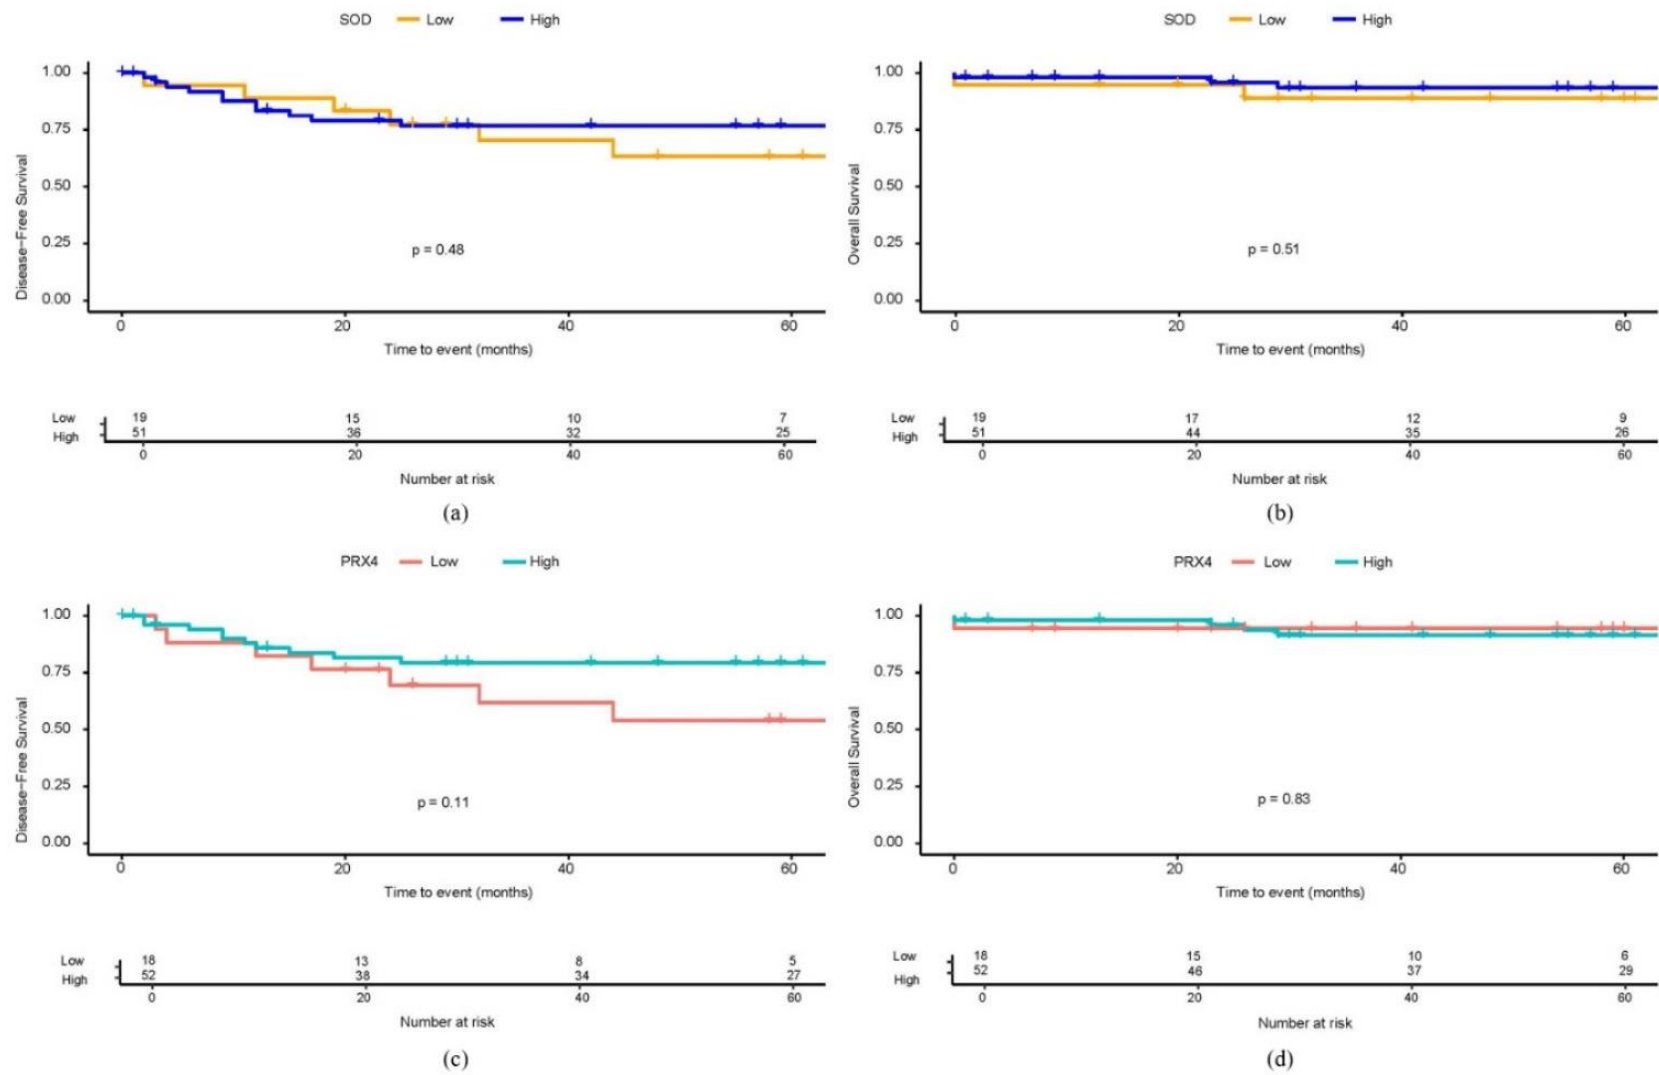 SOD Low High
1.00
0.75
0.50
0.25
0.00
Disease-Free Survival
p = 0.48
0 20 40 60
Time to event (months)
Low 19 15 10 7
High 51 36 32 25
0 20 40 60
Number at risk
(a)
SOD Low High
1.00
0.75
0.50
0.25
0.00
Overall Survival
p = 0.51
0 20 40 60
Time to event (months)
Low 19 17 12 9
High 51 44 35 26
0 20 40 60
Number at risk
(b)
PRX4 Low High
1.00
0.75
0.50
0.25
0.00
Disease-Free Survival
p = 0.11
0 20 40 60
Time to event (months)
Low 18 13 8 5
High 52 38 34 27
0 20 40 60
Number at risk
(c)
PRX4 Low High
1.00
0.75
0.50
0.25
0.00
Overall Survival
p = 0.83
0 20 40 60
Time to event (months)
Low 18 15 10 6
High 52 46 37 29
0 20 40 60
Number at risk
(d)